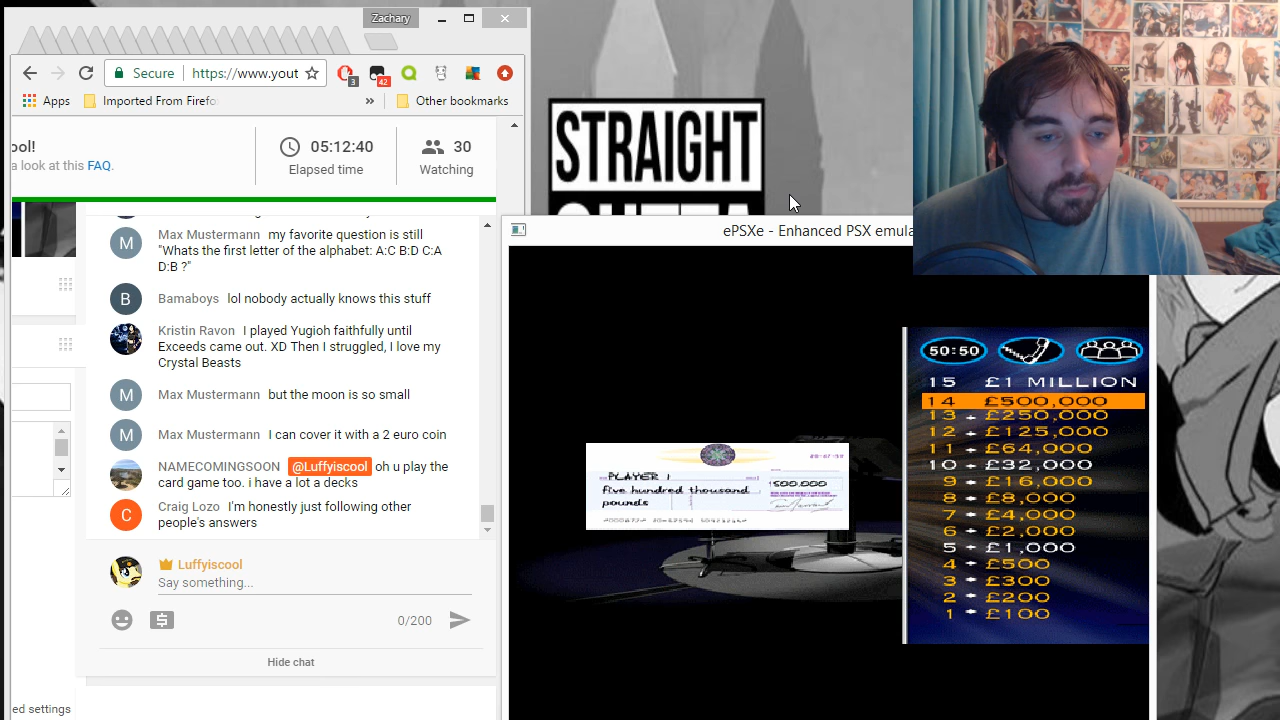 Zachary
Secure https://www.yout
3
42
Apps Imported From Firefo
» Other bookmarks
ool!
a look at this FAQ.
05:12:40
Elapsed time
30
Watching
Max Mustermann my favorite question is still
"Whats the first letter of the alphabet: A:C B:D C:A
D:B ?"
Bamaboys lol nobody actually knows this stuff
Kristin Ravon I played Yugioh faithfully until
Exceeds came out. XD Then I struggled, I love my
Crystal Beasts
Max Mustermann but the moon is so small
Max Mustermann I can cover it with a 2 euro coin
NAMECOMINGSOON @Luffyiscool oh u play the
card game too. i have a lot a decks
Craig Lozo I'm honestly just following other
people's answers
Luffyiscool
Say something...
0/200
Hide chat
ed settings
M
B
M
M
C
STRAIGHT
OUTTA
ePSXe - Enhanced PSX emula
PLAYER 1
five hundred thousand
pounds
500,000
50:50
15 £1 MILLION
14 £500,000
13 £250,000
12 £125,000
11 £64,000
10 £32,000
9 £16,000
8 £8,000
7 £4,000
6 £2,000
5 £1,000
4 £500
3 £300
2 £200
1 £100